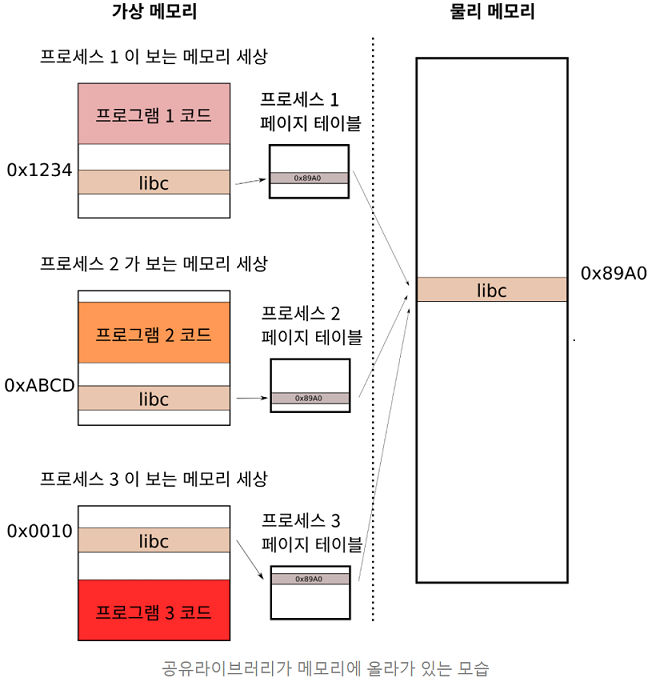 가상 메모리
물리 메모리
프로세스 1 이 보는 메모리 세상
프로그램 1 코드
0x1234
libc
프로세스 1
페이지 테이블
0x89A0
프로세스 2 가 보는 메모리 세상
프로그램 2 코드
0xABCD
libc
프로세스 2
페이지 테이블
0x89A0
프로세스 3 이 보는 메모리 세상
0x0010
libc
프로그램 3 코드
프로세스 3
페이지 테이블
0x89A0
libc
0x89A0
공유라이브러리가 메모리에 올라가 있는 모습